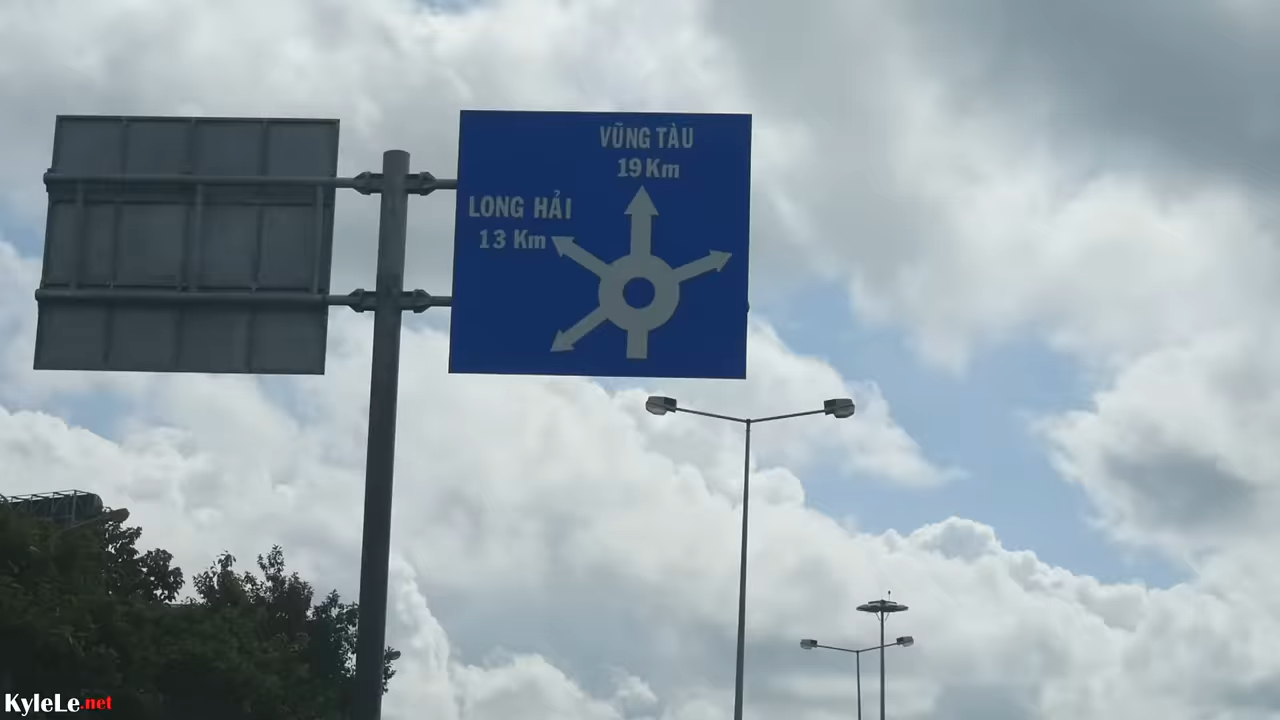 VŨNG TÀU
19 Km
LONG HẢI
13 Km
KyleLe.net